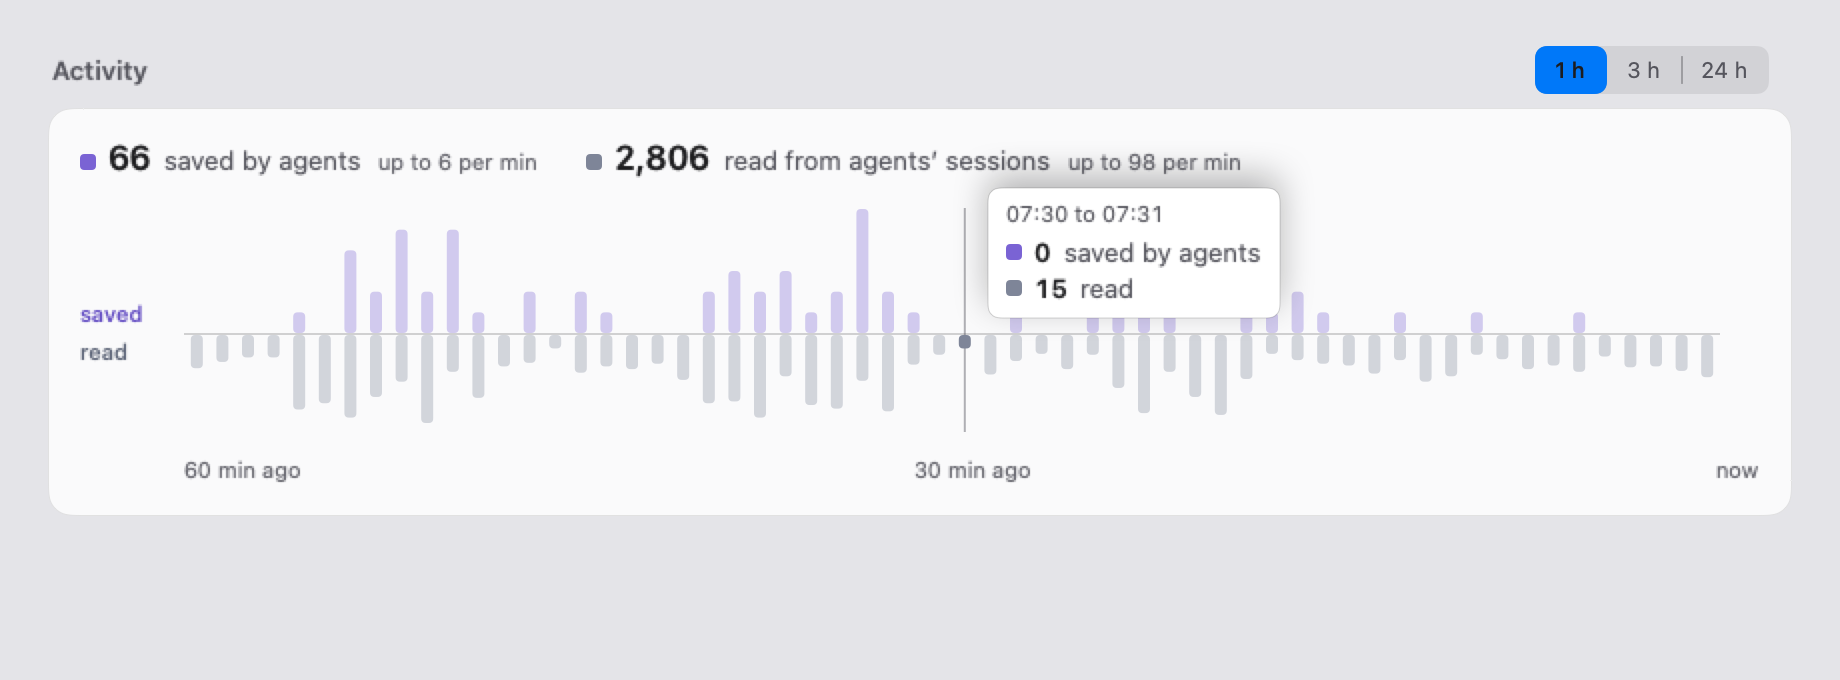 Activity
1 h 3 h 24 h
66 saved by agents up to 6 per min 2,806 read from agents’ sessions up to 98 per min
07:30 to 07:31
0 saved by agents
15 read
saved
read
60 min ago 30 min ago now